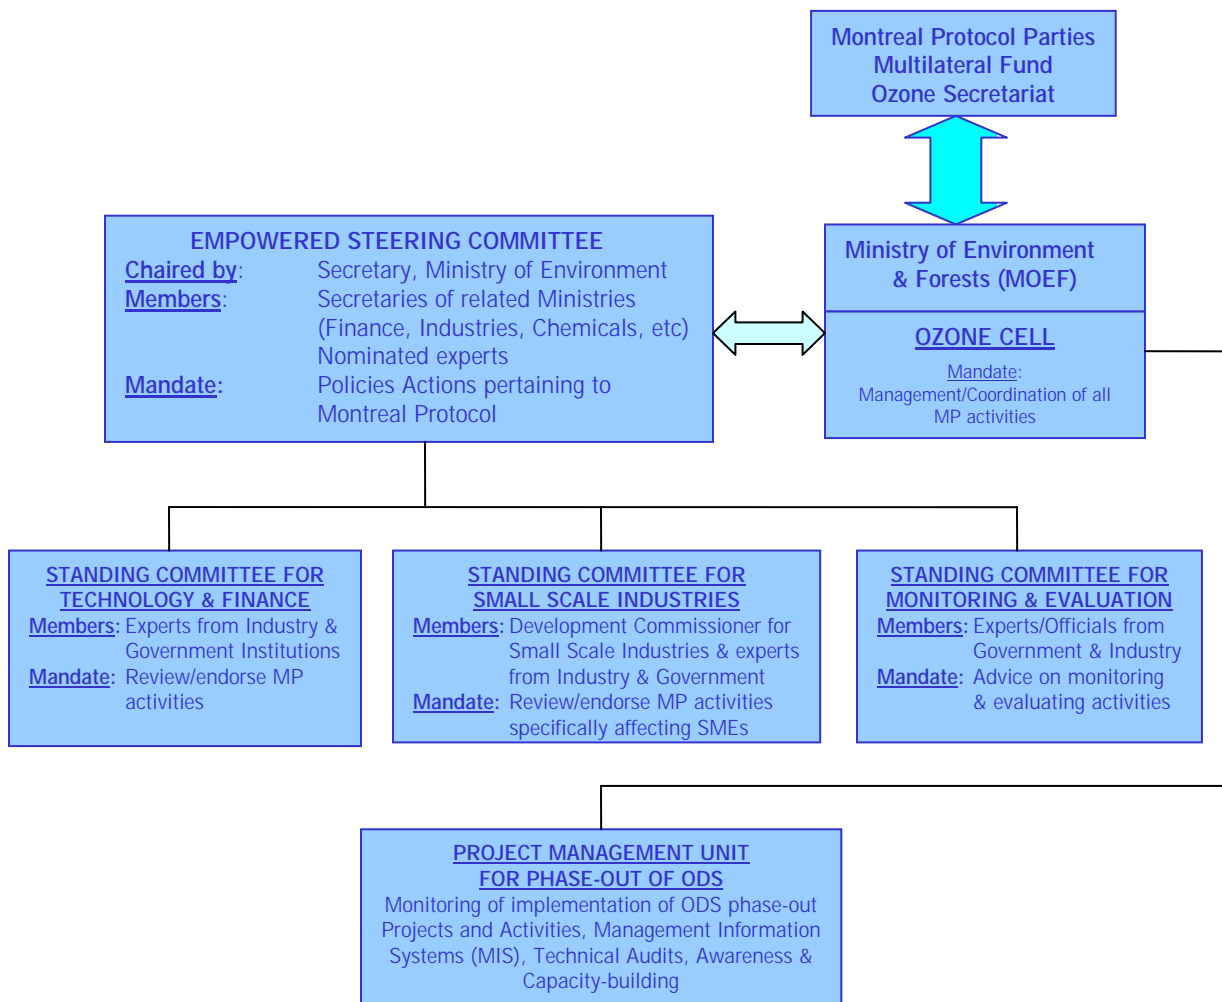 Montreal Protocol Parties
Multilateral Fund
Ozone Secretariat
EMPOWERED STEERING COMMITTEE
Chaired by: Secretary, Ministry of Environment
Members: Secretaries of related Ministries
(Finance, Industries, Chemicals, etc)
Nominated experts
Mandate: Policies Actions pertaining to
Montreal Protocol
Ministry of Environment
& Forests (MOEF)
OZONE CELL
Mandate:
Management/Coordination of all
MP activities
STANDING COMMITTEE FOR
TECHNOLOGY & FINANCE
Members: Experts from Industry &
Government Institutions
Mandate: Review/endorse MP
activities
STANDING COMMITTEE FOR
SMALL SCALE INDUSTRIES
Members: Development Commissioner for
Small Scale Industries & experts
from Industry & Government
Mandate: Review/endorse MP activities
specifically affecting SMEs
STANDING COMMITTEE FOR
MONITORING & EVALUATION
Members: Experts/Officials from
Government & Industry
Mandate: Advice on monitoring
& evaluating activities
PROJECT MANAGEMENT UNIT
FOR PHASE-OUT OF ODS
Monitoring of implementation of ODS phase-out
Projects and Activities, Management Information
Systems (MIS), Technical Audits, Awareness &
Capacity-building